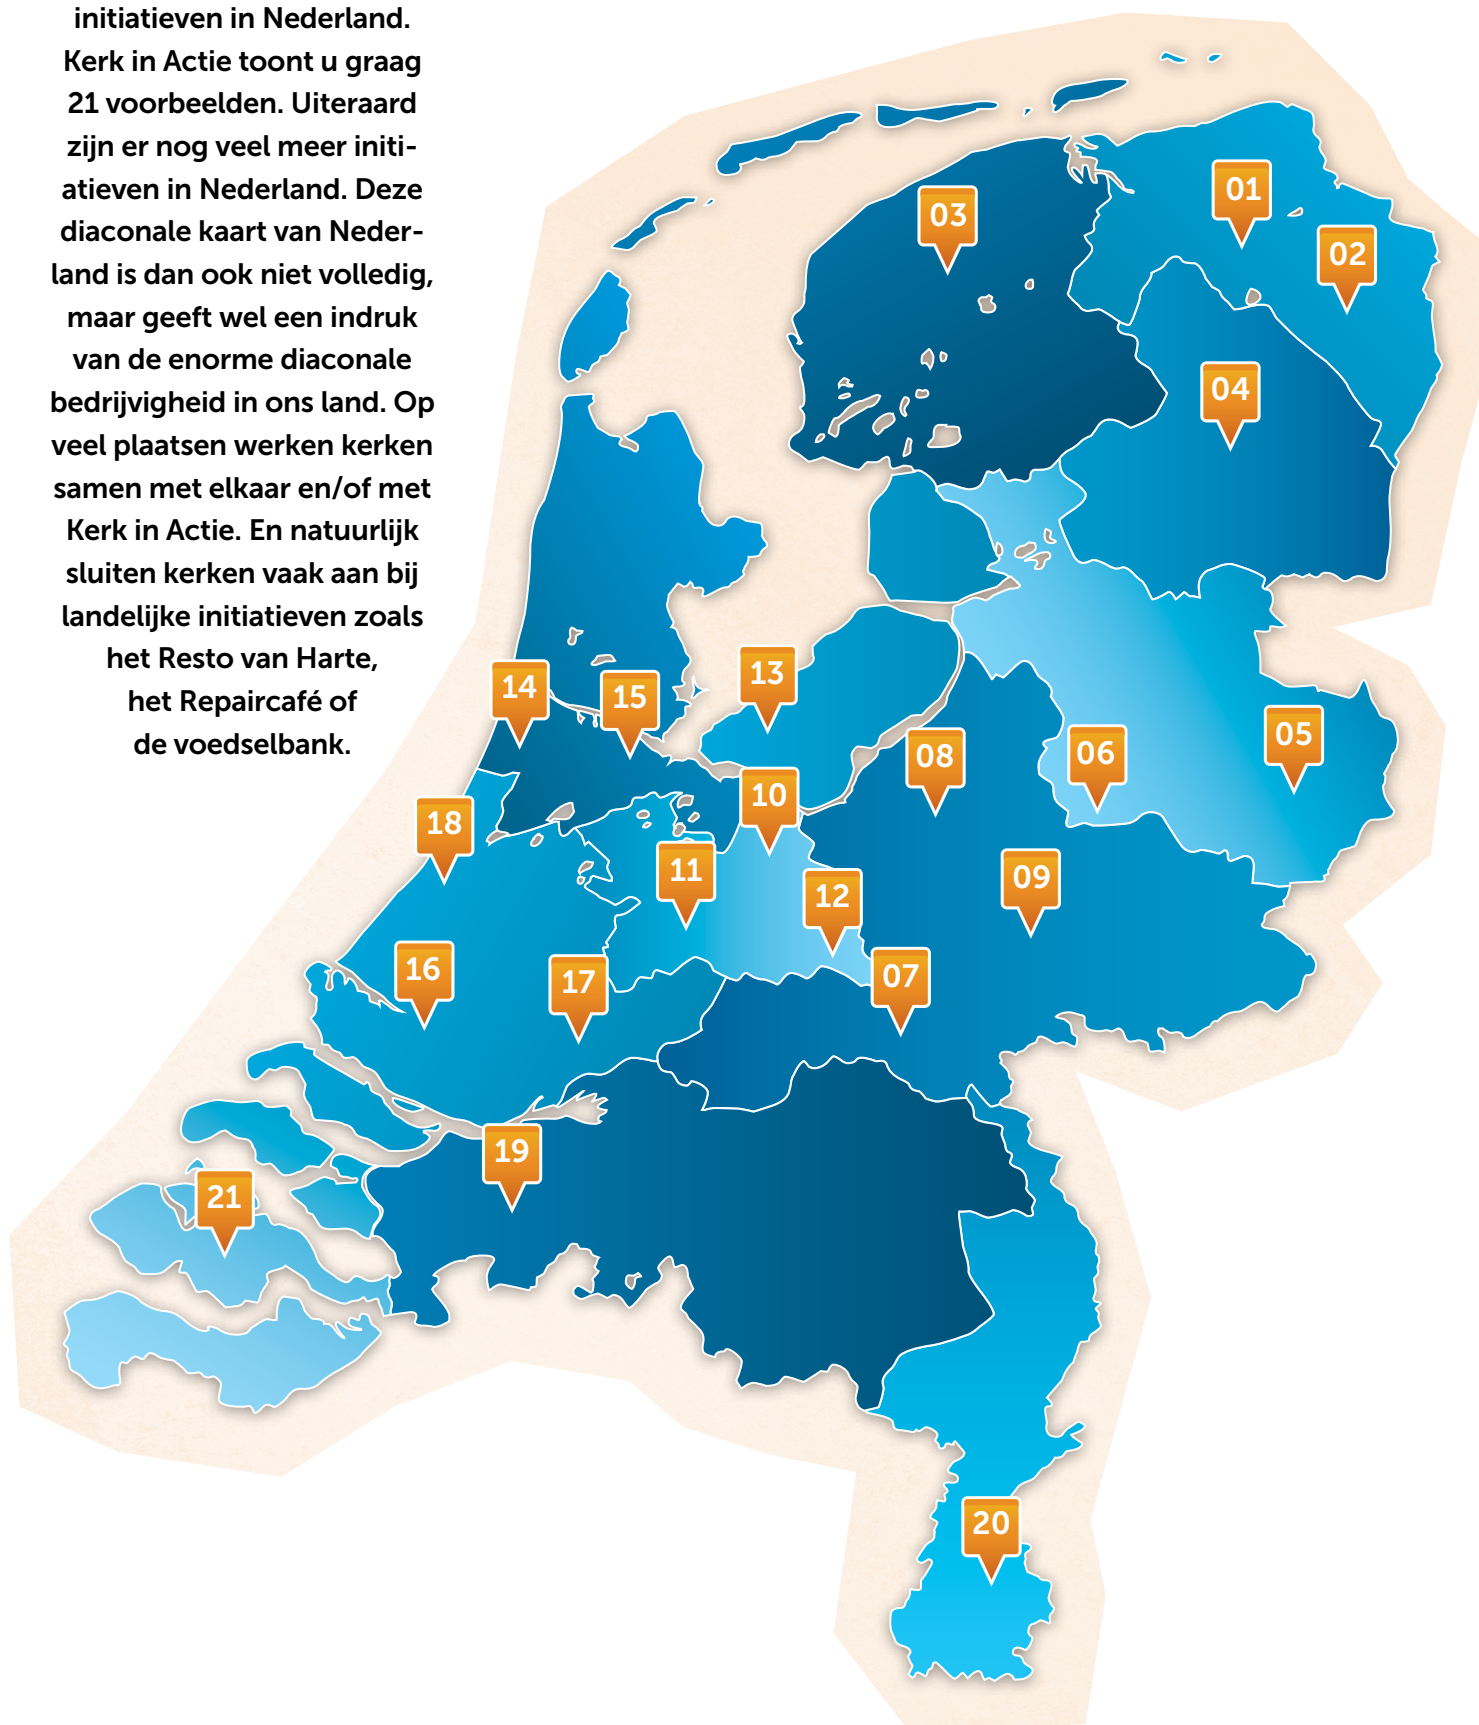 initiatieven in Nederland.
Kerk in Actie toont u graag
21 voorbeelden. Uiteraard
zijn er nog veel meer initi-
atieven in Nederland. Deze
diaconale kaart van Neder-
land is dan ook niet volledig,
maar geeft wel een indruk
van de enorme diaconale
bedrijvigheid in ons land. Op
veel plaatsen werken kerken
samen met elkaar en/of met
Kerk in Actie. En natuurlijk
sluiten kerken vaak aan bij
landelijke initiatieven zoals
het Resto van Harte,
het Repaircafé of
de voedselbank.
01
03
02
04
13
14
15
05
06
08
10
18
11
09
12
16
07
17
19
21
20